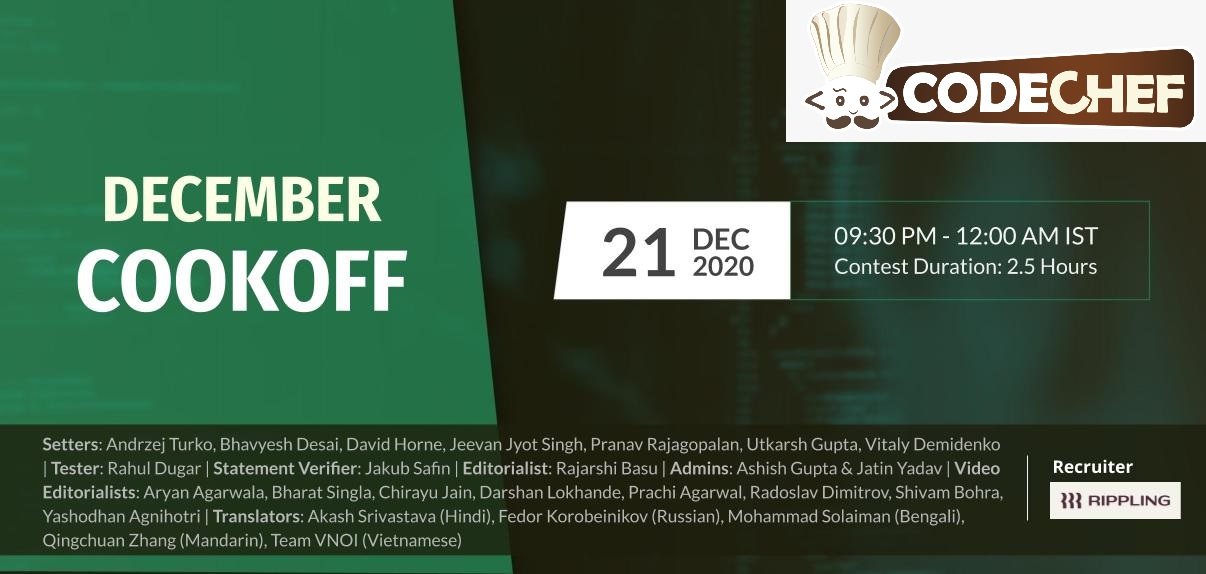 CODECHEF
DECEMBER
COOKOFF
21 DEC
2020
09:30 PM - 12:00 AM IST
Contest Duration: 2.5 Hours
Setters: Andrzej Turko, Bhavyesh Desai, David Horne, Jeevan Jyot Singh, Pranav Rajagopalan, Utkarsh Gupta, Vitaly Demidenko
| Tester: Rahul Dugar | Statement Verifier: Jakub Safin | Editorialist: Rajarshi Basu | Admins: Ashish Gupta & Jatin Yadav | Video
Editorialists: Aryan Agarwala, Bharat Singla, Chirayu Jain, Darshan Lokhande, Prachi Agarwal, Radoslav Dimitrov, Shivam Bohra,
Yashodhan Agnihotri | Translators: Akash Srivastava (Hindi), Fedor Korobeinikov (Russian), Mohammad Solaiman (Bengali),
Qingchuan Zhang (Mandarin), Team VNOI (Vietnamese)
Recruiter
RIPPLING